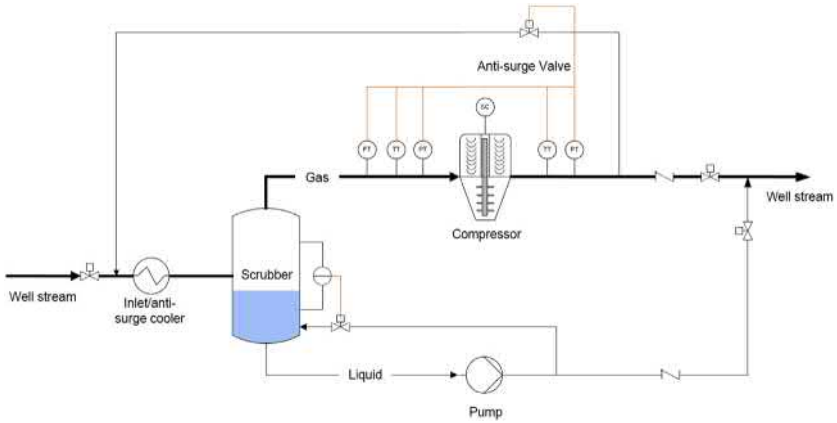 Anti-surge Valve
SC
FT
TT
PT
TT
PT
Gas
Well stream
Compressor
Scrubber
Well stream
Inlet/anti-
surge cooler
Liquid
Pump